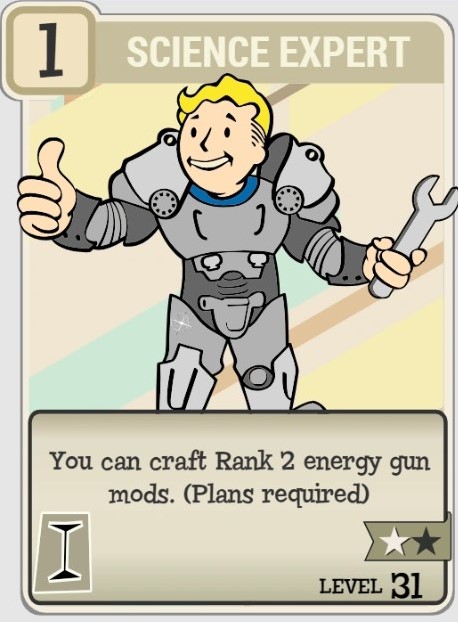 1
SCIENCE EXPERT
You can craft Rank 2 energy gun
mods. (Plans required)
I
LEVEL 31